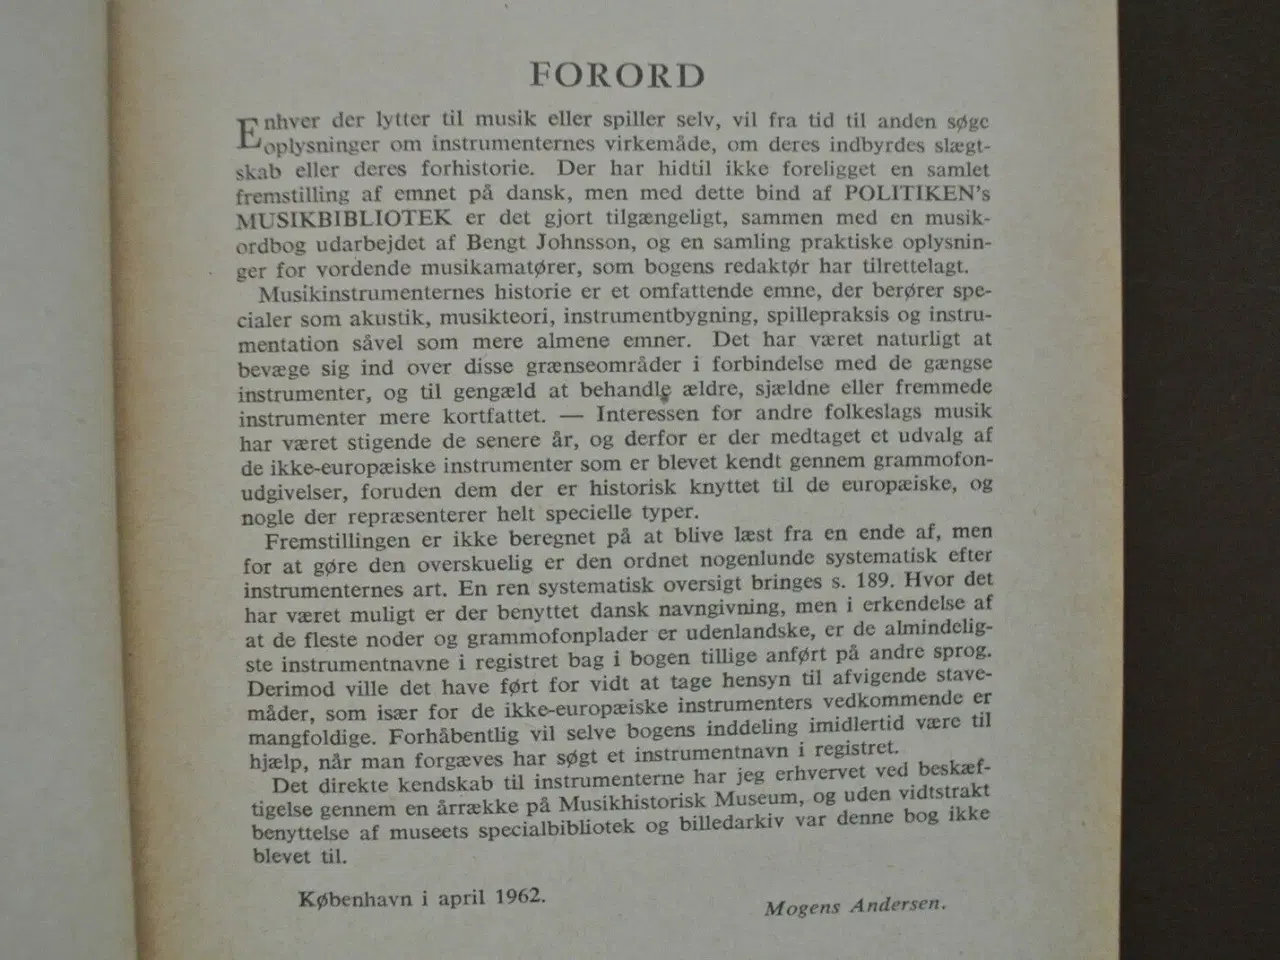 FORORD
Enhver der lytter til musik eller spiller selv, vil fra tid til anden søge
oplysninger om instrumenternes virkemåde, om deres indbyrdes slægt-
skab eller deres forhistorie. Der har hidtil ikke foreligget en samlet
fremstilling af emnet på dansk, men med dette bind af POLITIKEN's
MUSIKBIBLIOTEK er det gjort tilgængeligt, sammen med en musik-
ordbog udarbejdet af Bengt Johnsson, og en samling praktiske oplysnin-
ger for vordende musikamatører, som bogens redaktør har tilrettelagt.
Musikinstrumenternes historie er et omfattende emne, der berører spe-
cialer som akustik, musikteori, instrumentbygning, spillepraksis og instru-
mentation såvel som mere almene emner. Det har været naturligt at
bevæge sig ind over disse grænseområder i forbindelse med de gængse
instrumenter, og til gengæld at behandle ældre, sjældne eller fremmede
instrumenter mere kortfattet. — Interessen for andre folkeslags musik
har været stigende de senere år, og derfor er der medtaget et udvalg af
de ikke-europæiske instrumenter som er blevet kendt gennem grammofon-
udgivelser, foruden dem der er historisk knyttet til de europæiske, og
nogle der repræsenterer helt specielle typer.
Fremstillingen er ikke beregnet på at blive læst fra en ende af, men
for at gøre den overskuelig er den ordnet nogenlunde systematisk efter
instrumenternes art. En ren systematisk oversigt bringes s. 189. Hvor det
har været muligt er der benyttet dansk navngivning, men i erkendelse af
at de fleste noder og grammofonplader er udenlandske, er de almindelig-
ste instrumentnavne i registret bag i bogen tillige anført på andre sprog.
Derimod ville det have ført for vidt at tage hensyn til afvigende stave-
måder, som især for de ikke-europæiske instrumenters vedkommende er
mangfoldige. Forhåbentlig vil selve bogens inddeling imidlertid være til
hjælp, når man forgæves har søgt et instrumentnavn i registret.
Det direkte kendskab til instrumenterne har jeg erhvervet ved beskæf-
tigelse gennem en årrække på Musikhistorisk Museum, og uden vidtstrakt
benyttelse af museets specialbibliotek og billedarkiv var denne bog ikke
blevet til.
København i april 1962.
Mogens Andersen.